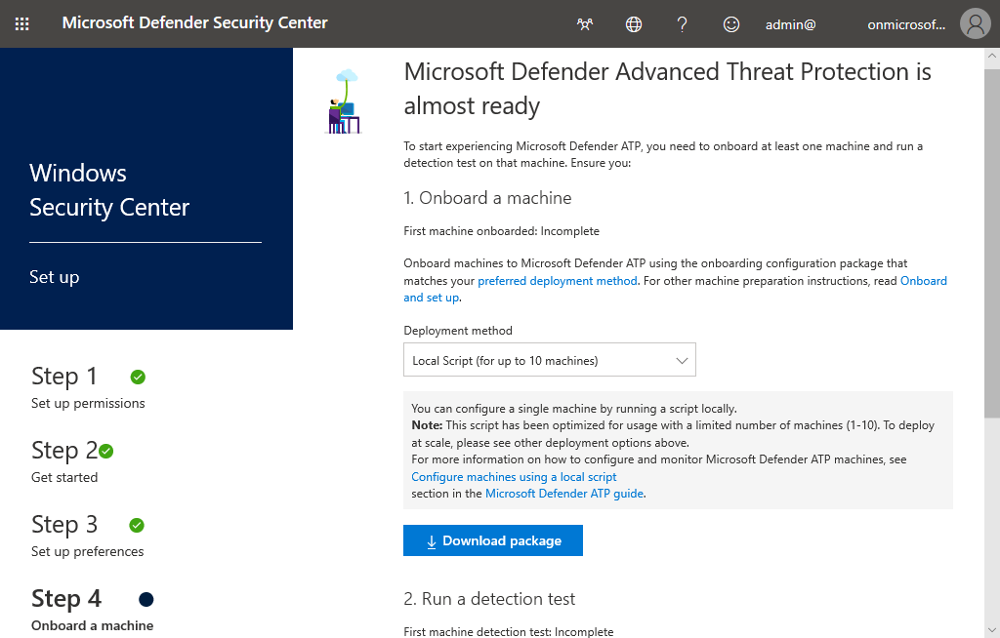 Microsoft Defender Security Center
?
admin@
onmicrosof...
Windows
Security Center
Set up
Step 1
Set up permissions
Step 2
Get started
Step 3
Set up preferences
Step 4
Onboard a machine
Microsoft Defender Advanced Threat Protection is
almost ready
To start experiencing Microsoft Defender ATP, you need to onboard at least one machine and run a
detection test on that machine. Ensure you:
1. Onboard a machine
First machine onboarded: Incomplete
Onboard machines to Microsoft Defender ATP using the onboarding configuration package that
matches your preferred deployment method. For other machine preparation instructions, read Onboard
and set up.
Deployment method
Local Script (for up to 10 machines)
You can configure a single machine by running a script locally.
Note: This script has been optimized for usage with a limited number of machines (1-10). To deploy
at scale, please see other deployment options above.
For more information on how to configure and monitor Microsoft Defender ATP machines, see
Configure machines using a local script
section in the Microsoft Defender ATP guide.
Download package
2. Run a detection test
First machine detection test: Incomplete